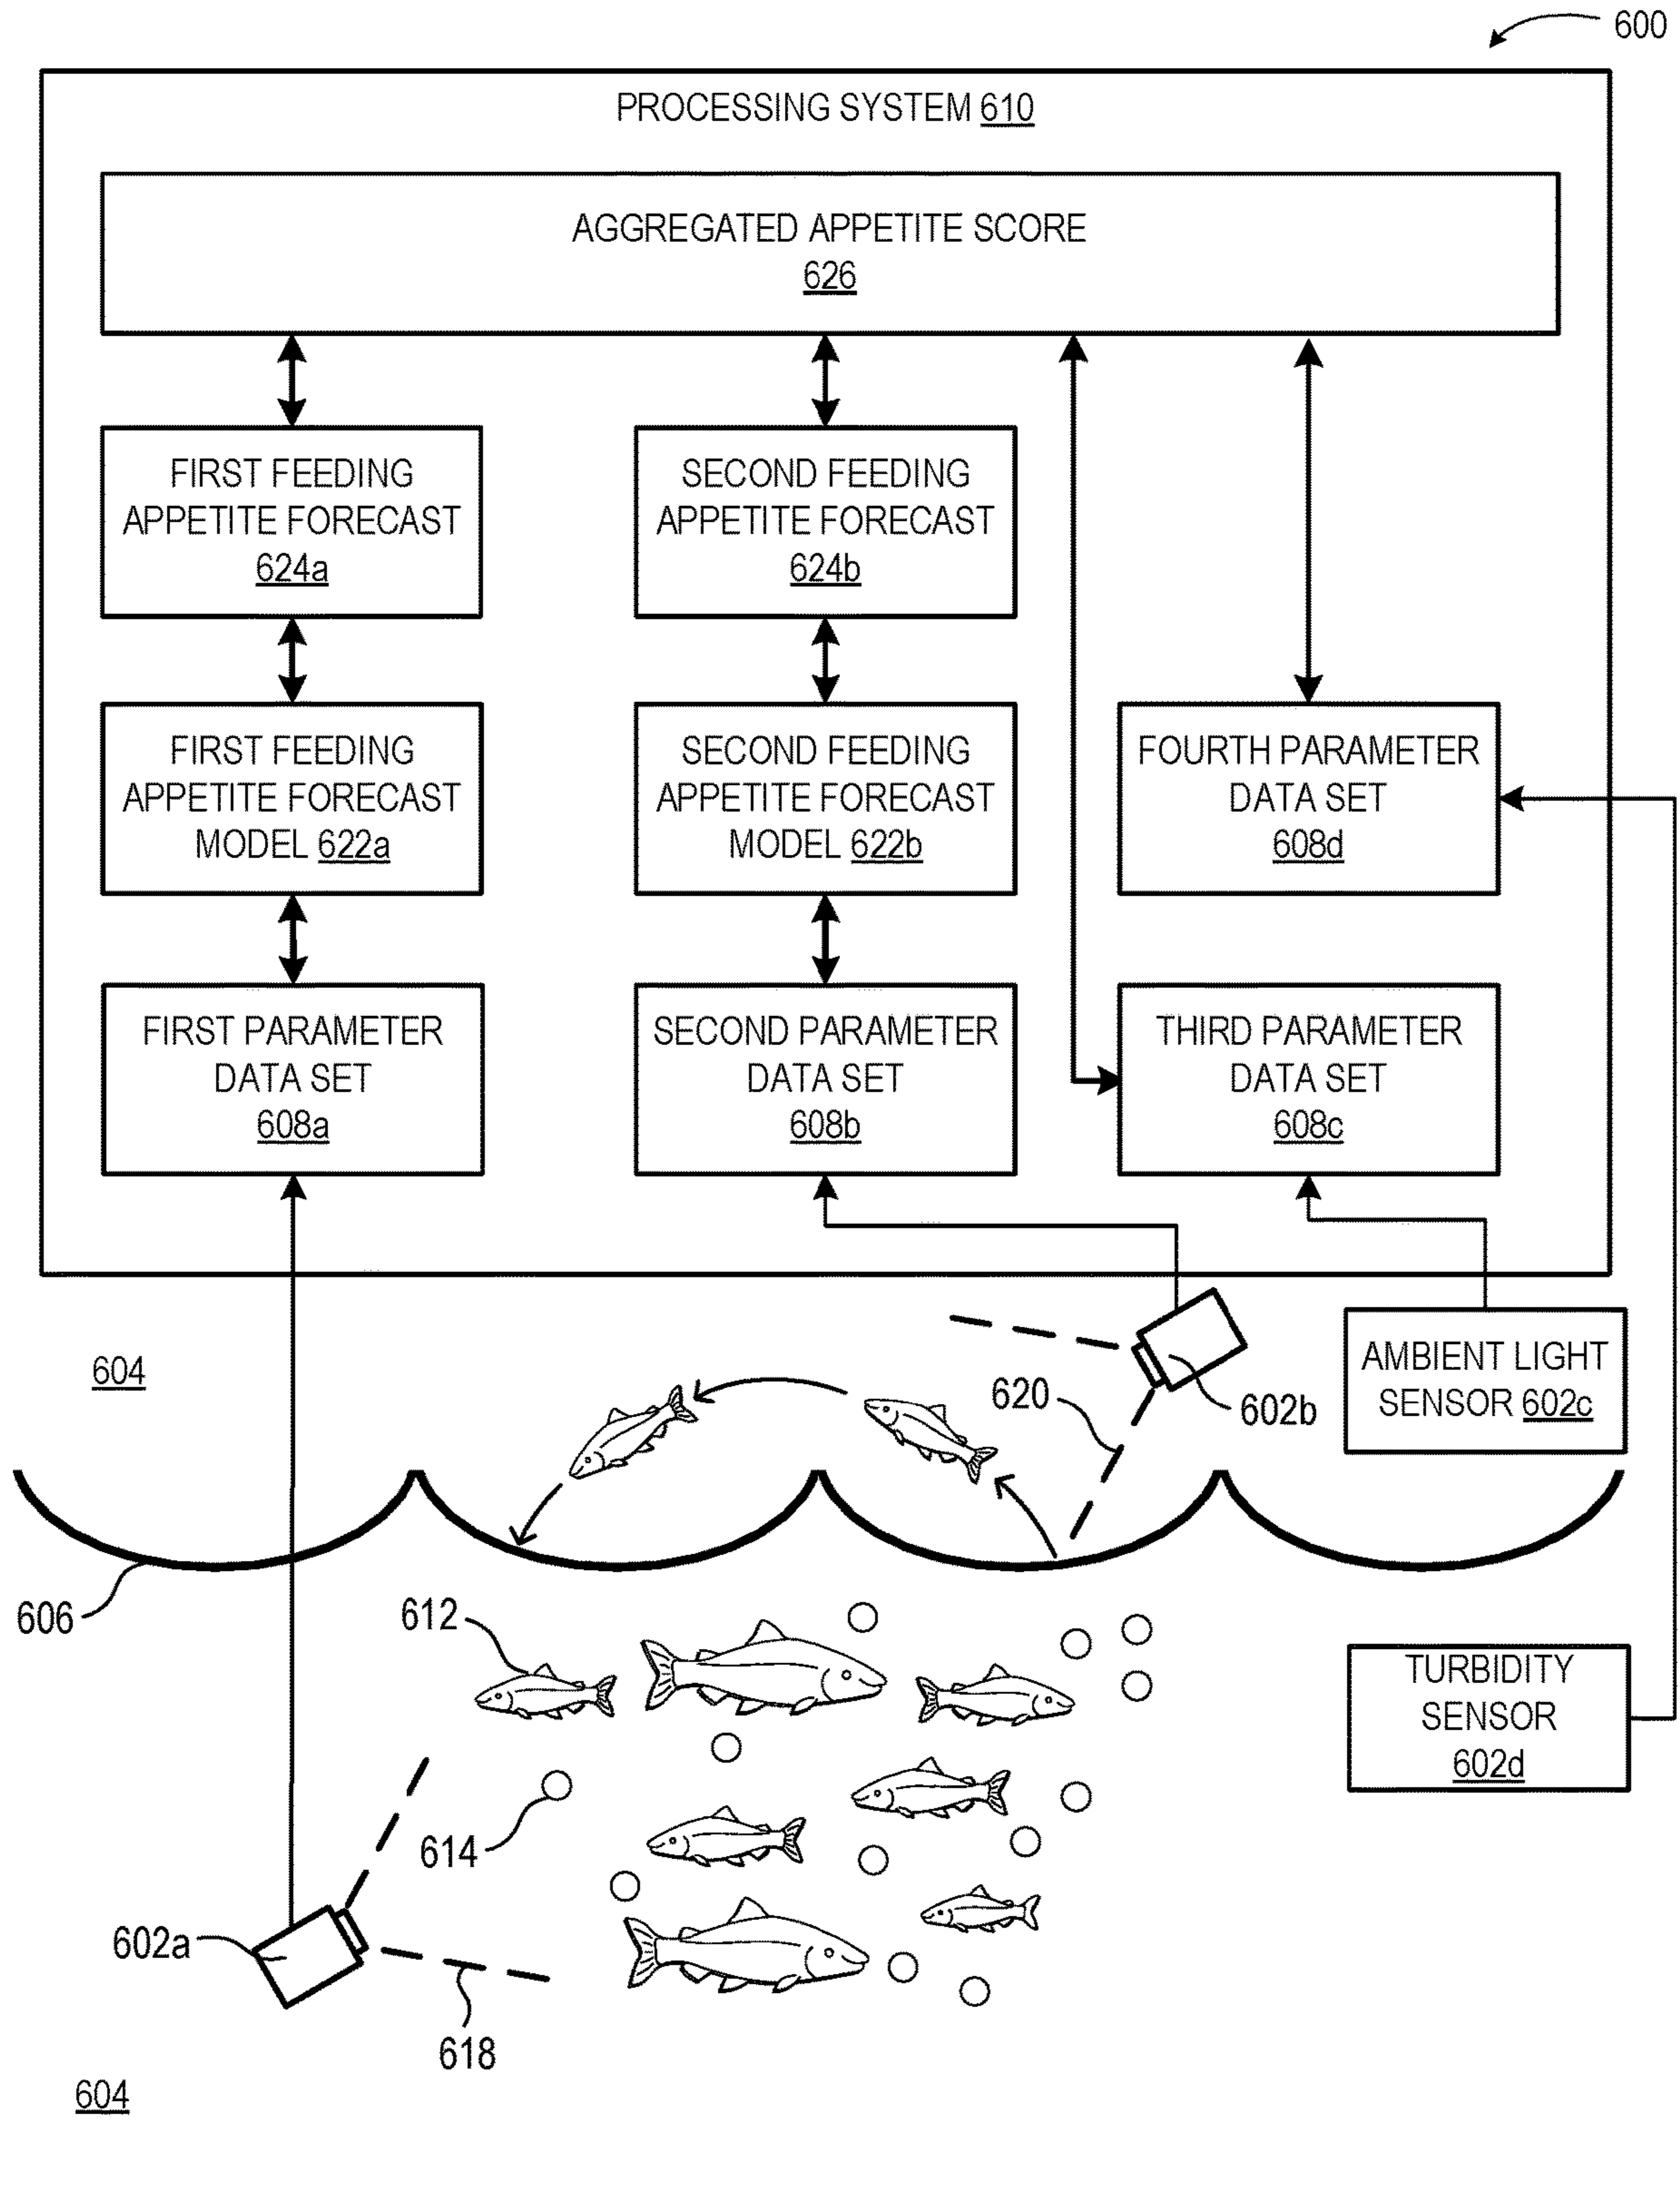 600
PROCESSING SYSTEM 610
AGGREGATED APPETITE SCORE
626
FIRST FEEDING
APPETITE FORECAST
624a
SECOND FEEDING
APPETITE FORECAST
624b
FIRST FEEDING
APPETITE FORECAST
MODEL 622a
SECOND FEEDING
APPETITE FORECAST
MODEL 622b
FOURTH PARAMETER
DATA SET
608d
FIRST PARAMETER
DATA SET
608a
SECOND PARAMETER
DATA SET
608b
THIRD PARAMETER
DATA SET
608c
604
620
602b
AMBIENT LIGHT
SENSOR 602c
606
612
TURBIDITY
SENSOR
602d
614
602a
618
604